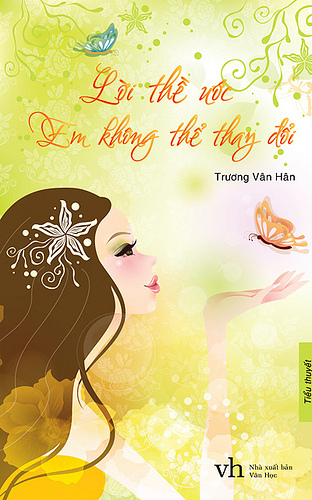 Lời thề ước
Em không thể thay đổi
Trương Vân Hân
Tiểu thuyết
vh Nhà xuất bản
Văn Học